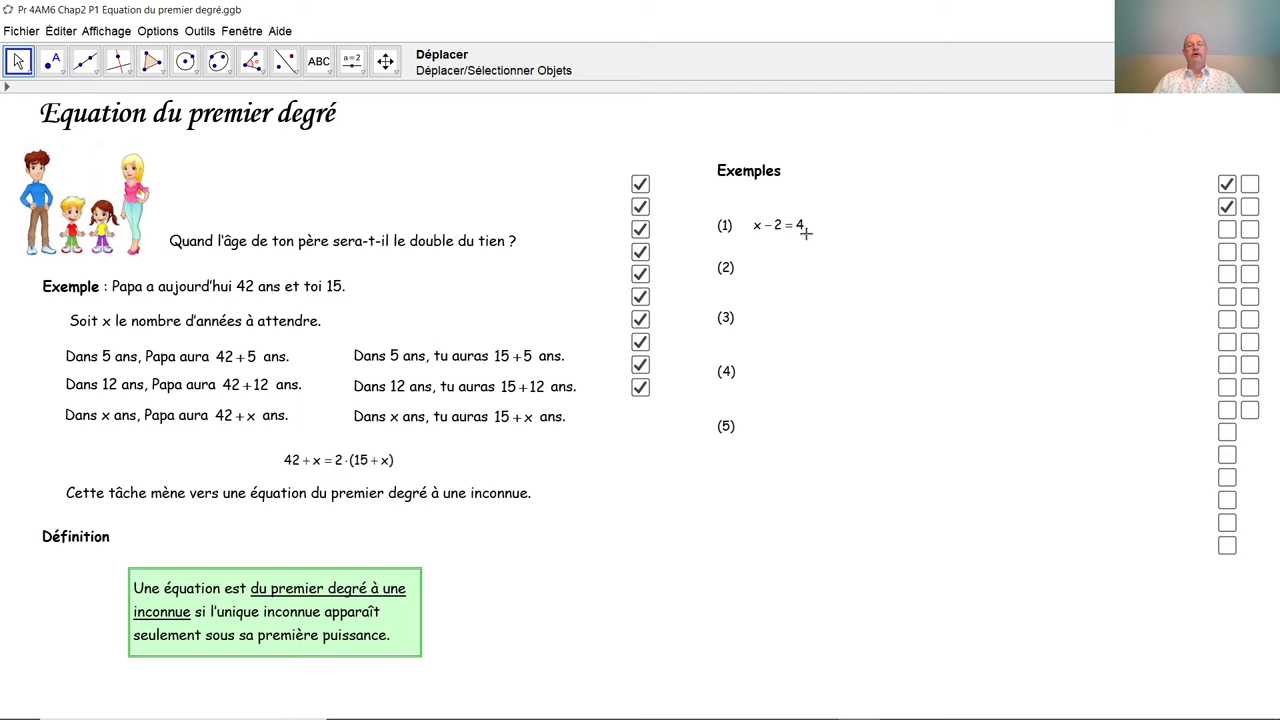 Pr 4AM6 Chap2 P1 Equation du premier degré.ggb
Fichier Éditer Affichage Options Outils Fenêtre Aide
A
ABC
a=2
Déplacer
Déplacer/Sélectionner Objets
Equation du premier degré
Quand l'âge de ton père sera-t-il le double du tien ?
Exemple : Papa a aujourd'hui 42 ans et toi 15.
Soit x le nombre d'années à attendre.
Dans 5 ans, Papa aura 42+5 ans. Dans 5 ans, tu auras 15+5 ans.
Dans 12 ans, Papa aura 42+12 ans. Dans 12 ans, tu auras 15+12 ans.
Dans x ans, Papa aura 42+x ans. Dans x ans, tu auras 15+x ans.
42+x=2·(15+x)
Cette tâche mène vers une équation du premier degré à une inconnue.
Définition
Une équation est du premier degré à une
inconnue si l'unique inconnue apparaît
seulement sous sa première puissance.
Exemples
(1) x−2=4
(2)
(3)
(4)
(5)